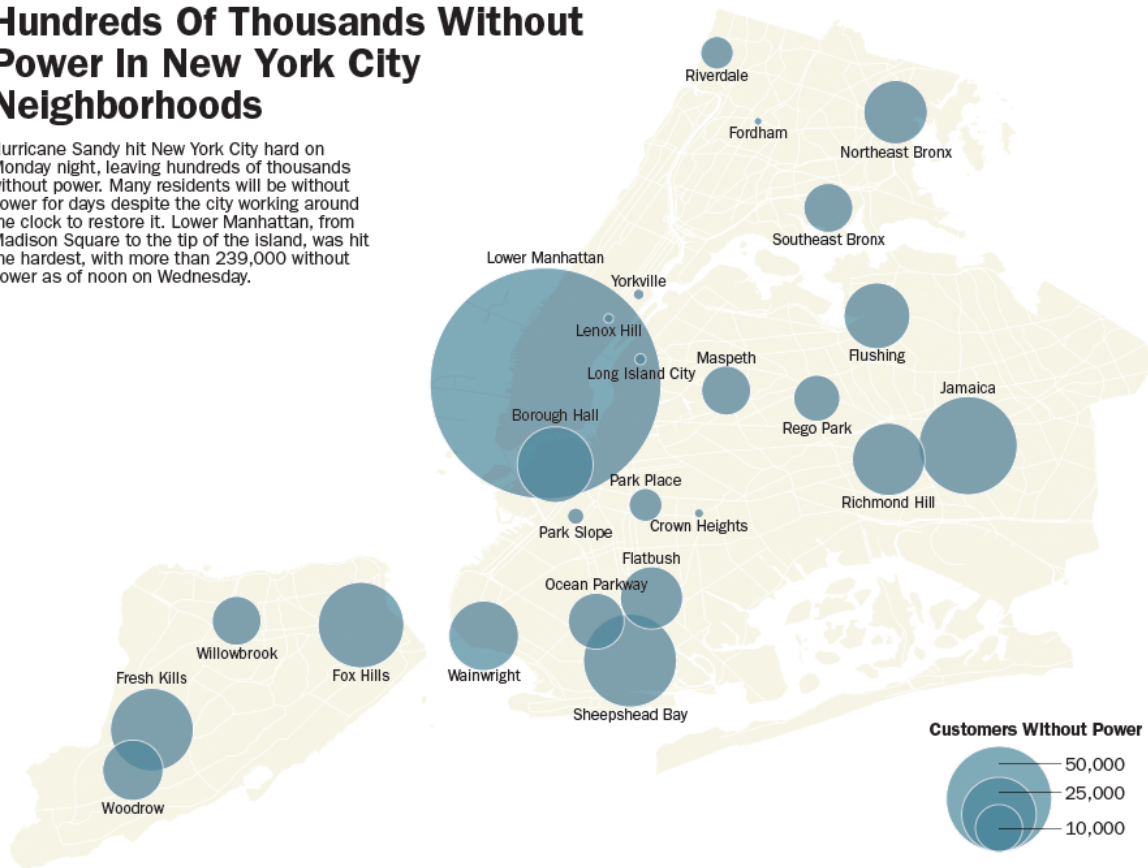 Hundreds Of Thousands Without
Power In New York City
Neighborhoods
Hurricane Sandy hit New York City hard on
Monday night, leaving hundreds of thousands
without power. Many residents will be without
power for days despite the city working around
the clock to restore it. Lower Manhattan, from
Madison Square to the tip of the island, was hit
the hardest, with more than 239,000 without
power as of noon on Wednesday.
Riverdale
Fordham
Northeast Bronx
Southeast Bronx
Lower Manhattan
Yorkville
Lenox Hill
Long Island City
Maspeth
Flushing
Jamaica
Rego Park
Borough Hall
Park Place
Richmond Hill
Park Slope
Crown Heights
Flatbush
Ocean Parkway
Willowbrook
Fox Hills
Wainwright
Fresh Kills
Sheepshead Bay
Woodrow
Customers Without Power
50,000
25,000
10,000